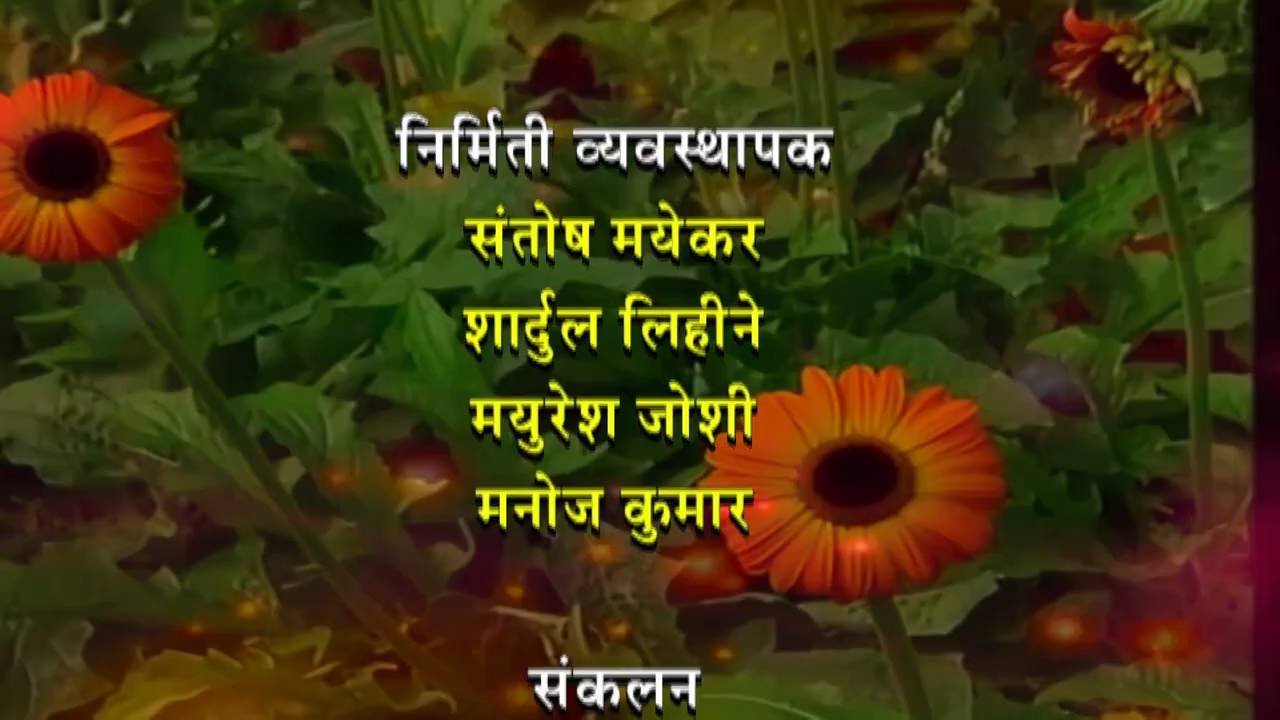 निर्मिती व्यवस्थापक
संतोष मयेकर
शार्दुल लिहीने
मयुरेश जोशी
मनोज कुमार
संकलन